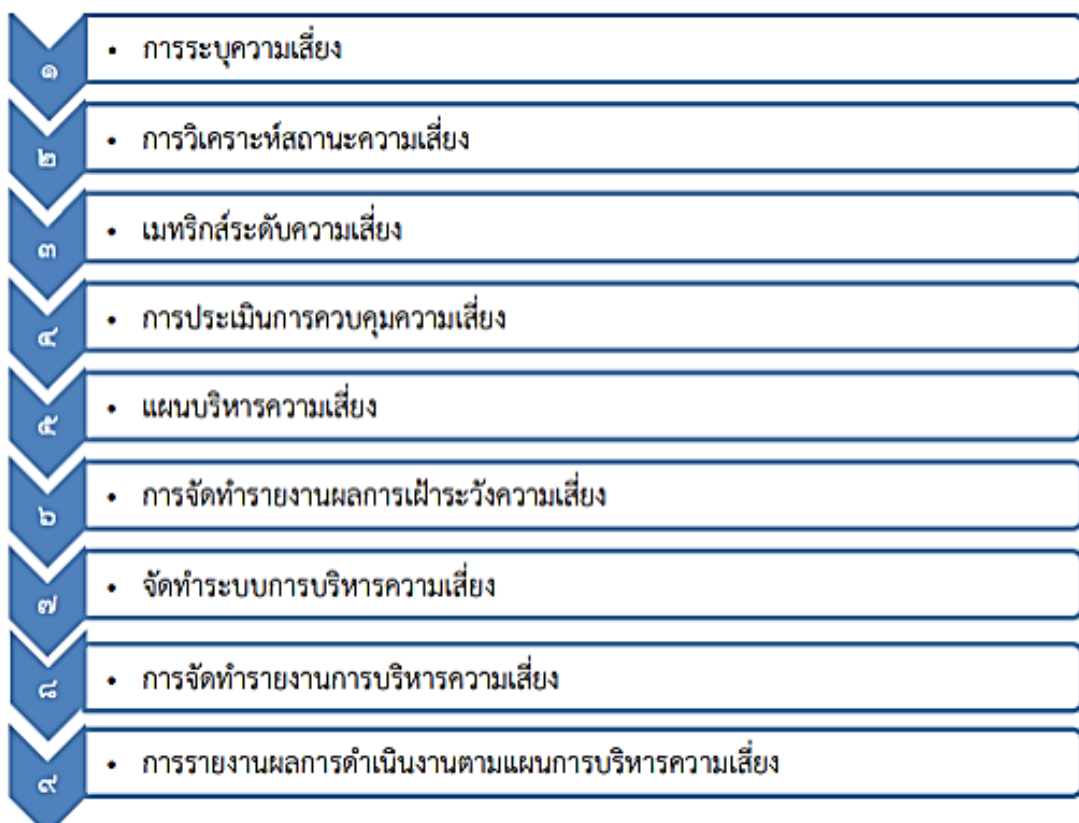 ๑ • การระบุความเสี่ยง
๒ • การวิเคราะห์สถานะความเสี่ยง
๓ • เมทริกส์ระดับความเสี่ยง
๔ • การประเมินการควบคุมความเสี่ยง
๕ • แผนบริหารความเสี่ยง
๖ • การจัดทำรายงานผลการเฝ้าระวังความเสี่ยง
๗ • จัดทำระบบการบริหารความเสี่ยง
๘ • การจัดทำรายงานการบริหารความเสี่ยง
๙ • การรายงานผลการดำเนินงานตามแผนการบริหารความเสี่ยง